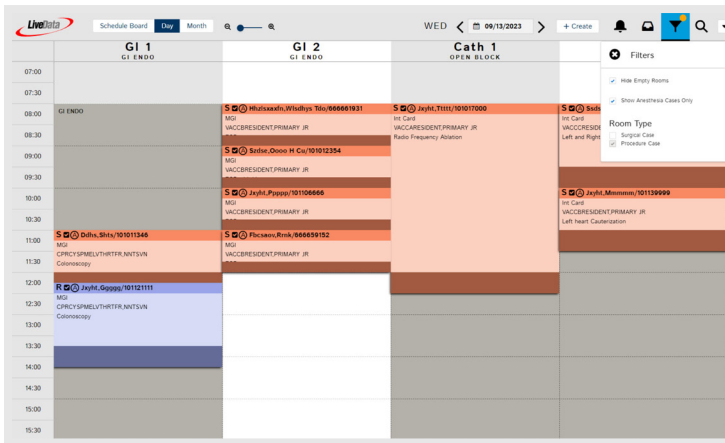 LiveData
Schedule Board Day Month
WED 09/13/2023
+ Create
GI 1
GI ENDO
GI 2
GI ENDO
Cath 1
OPEN BLOCK
Filters
Hide Empty Rooms
Show Anesthesia Cases Only
Room Type
Surgical Case
Procedure Case
07:00
07:30
08:00
08:30
09:00
09:30
10:00
10:30
11:00
11:30
12:00
12:30
13:00
13:30
14:00
14:30
15:00
15:30
GI ENDO
S A Ddhs,Shts/101011346
MGI
CPRCYSPMELVTHRTFR,NNTSVN
Colonoscopy
R A Jxyht,Ggggg/101121111
MGI
CPRCYSPMELVTHRTFR,NNTSVN
Colonoscopy
S A Hhzlsxaxfn,Wlsdhys Tdo/666661931
MGI
VACCBRESIDENT,PRIMARY JR
S A Szdse,Oooo H Cu/101012354
MGI
VACCBRESIDENT,PRIMARY JR
S A Jxyht,Ppppp/101106666
MGI
VACCBRESIDENT,PRIMARY JR
S A Fbcsaov,Rrnk/666659152
MGI
VACCBRESIDENT,PRIMARY JR
S A Jxyht,Ttttt/101017000
Int Card
VACCARESIDENT,PRIMARY JR
Radio Frequency Ablation
S A Ssds
Int Card
VACCCRESIDE
Left and Right
S A Jxyht,Mmmmm/101139999
Int Card
VACCBRESIDENT,PRIMARY JR
Left heart Cauterization